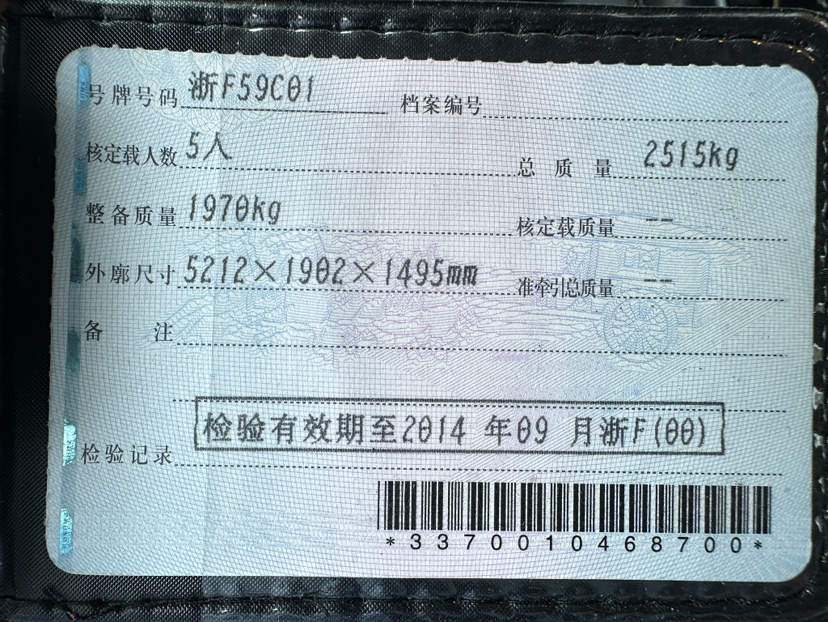 号牌号码 浙F59C01 档案编号
核定载人数 5人 总质量 2515kg
整备质量 1970kg 核定载质量 --
外廓尺寸 5212×1902×1495mm 准牵引总质量 --
备注
检验有效期至2014 年09 月浙F(00)
检验记录
*3370010468700*